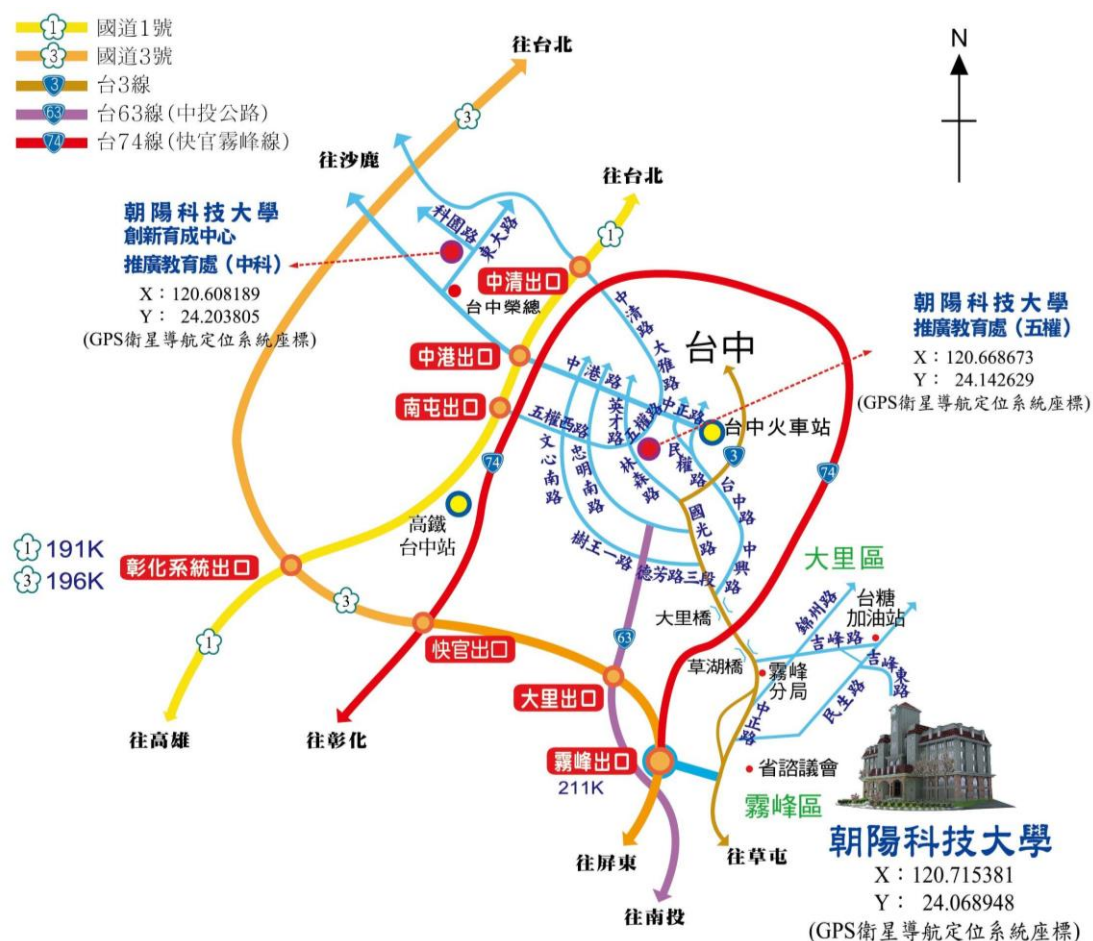 1 國道1號
3 國道3號
3 台3線
63 台63線(中投公路)
74 台74線(快官霧峰線)
N
往台北
3
往沙鹿
往台北
1
朝陽科技大學
創新育成中心
推廣教育處(中科)
X:120.608189
Y: 24.203805
(GPS衛星導航定位系統座標)
科園路
東大路
台中榮總
中清出口
中港出口
南屯出口
中清路
大雅路
台中
朝陽科技大學
推廣教育處(五權)
X:120.668673
Y: 24.142629
(GPS衛星導航定位系統座標)
中港路
五權西路
英才路
五權路
中正路
台中火車站
文心南路
忠明南路
林森路
民權路
台中路
3
74
74
高鐵
台中站
國光路
中興路
樹王一路
德芳路三段
1 191K
3 196K
彰化系統出口
3
1
快官出口
63
大里出口
霧峰出口
211K
大里橋
草湖橋
大里區
錦州路
台糖
加油站
吉峰路
吉峰東路
霧峰
分局
民生路
中正路
省諮議會
霧峰區
往高雄
往彰化
往屏東
往南投
往草屯
朝陽科技大學
X:120.715381
Y: 24.068948
(GPS衛星導航定位系統座標)